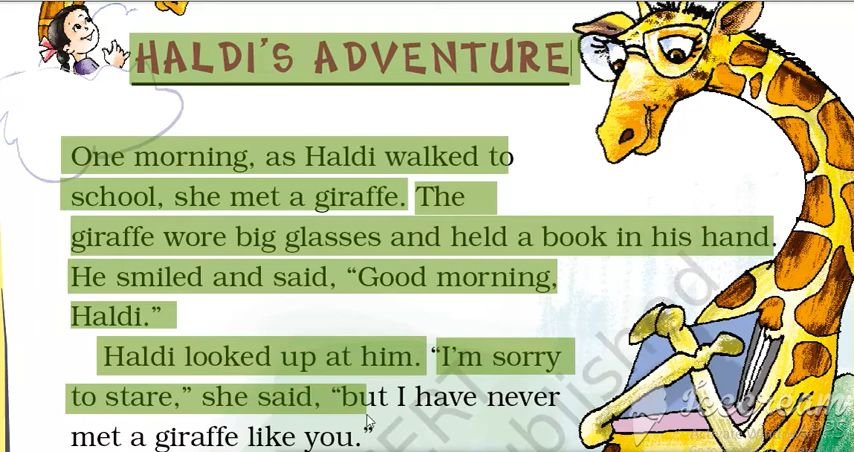 HALDI'S ADVENTURE
One morning, as Haldi walked to
school, she met a giraffe. The
giraffe wore big glasses and held a book in his hand.
He smiled and said, “Good morning,
Haldi.”
Haldi looked up at him. “I'm sorry
to stare,” she said, “but I have never
met a giraffe like you.”
Icecream